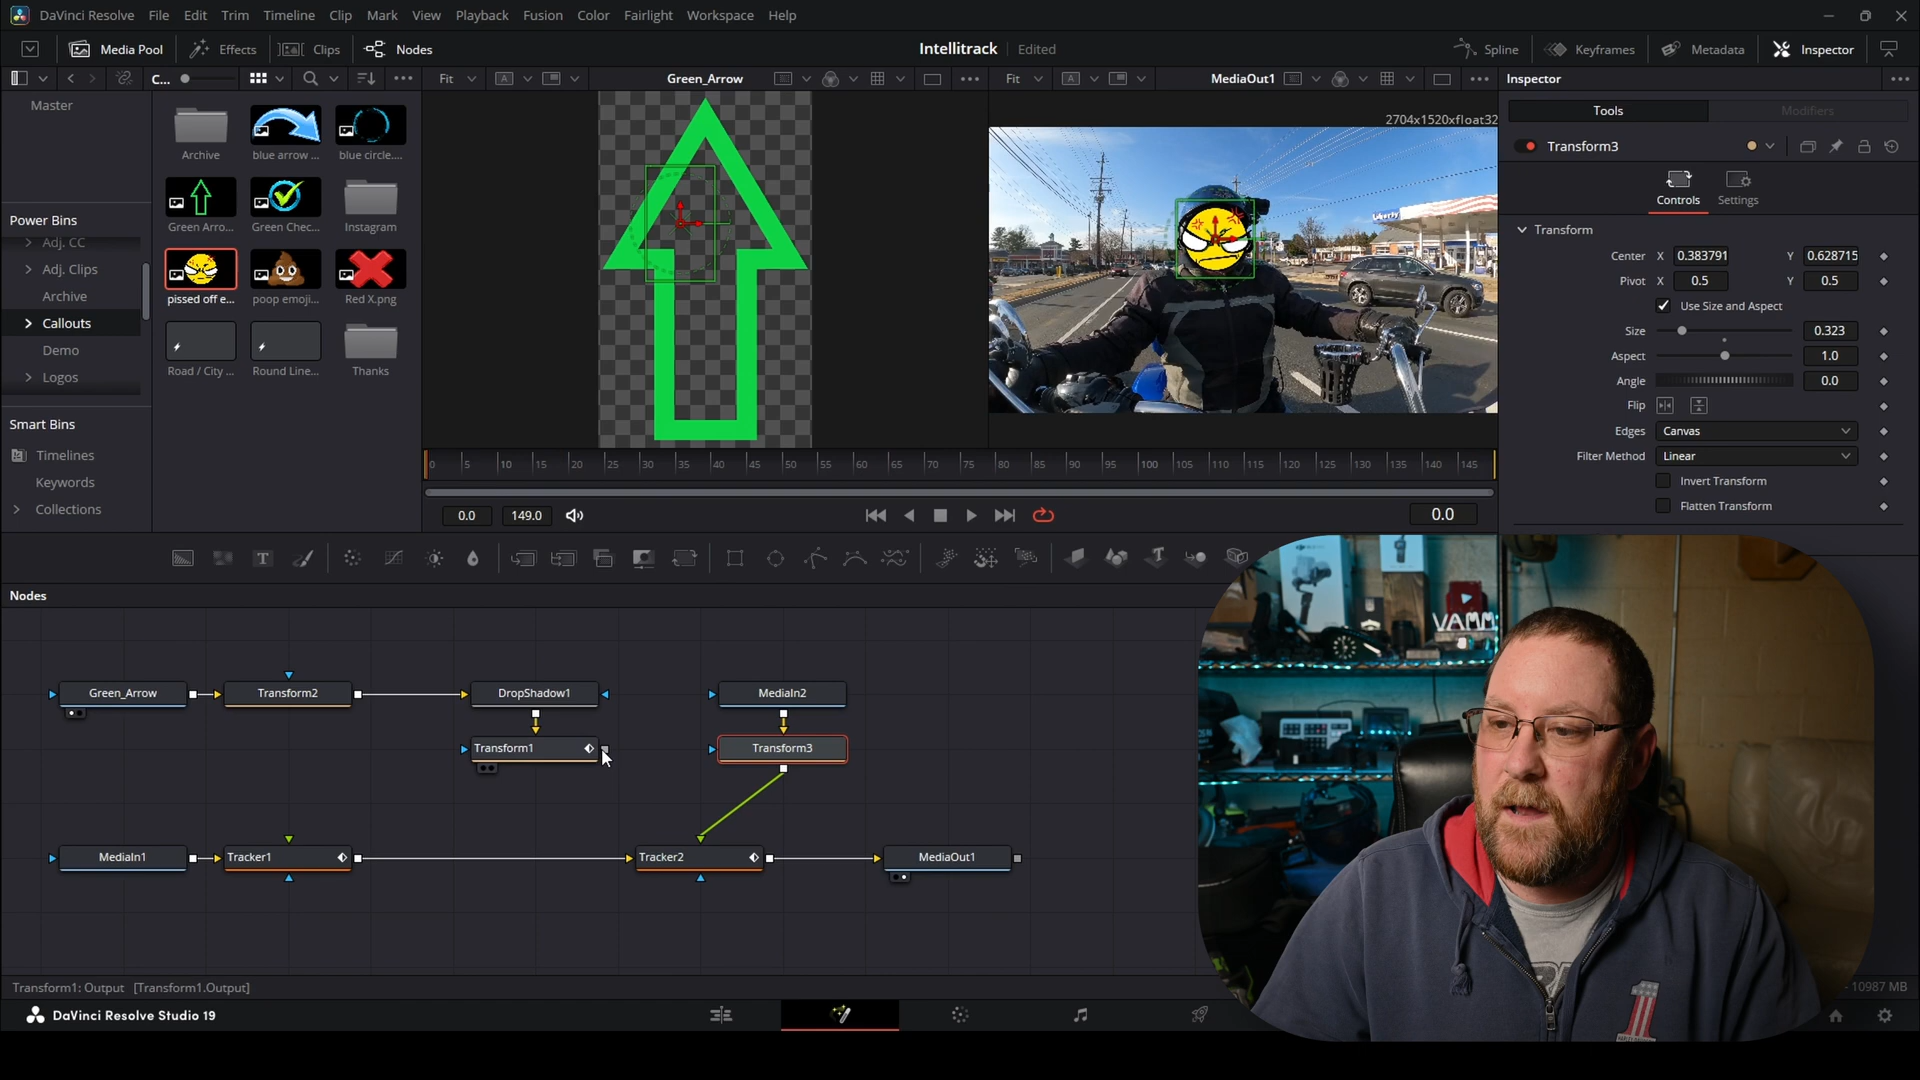 DaVinci Resolve File Edit Trim Timeline Clip Mark View Playback Fusion Color Fairlight Workspace Help
Media Pool Effects Clips Nodes Intellitrack Edited Spline Keyframes Metadata Inspector
C... Fit A Green_Arrow Fit A MediaOut1 Inspector
Master
Archive
blue arrow ...
blue circle....
Green Arro...
Green Chec...
Instagram
pissed off e...
poop emoji...
Red X.png
Road / City ...
Round Line...
Thanks
Power Bins
Adj. CC
Adj. Clips
Archive
Callouts
Demo
Logos
Smart Bins
Timelines
Keywords
Collections
2704x1520xfloat32
Liberty
Tools Modifiers
Transform3
Controls Settings
Transform
Center X 0.383791 Y 0.628715
Pivot X 0.5 Y 0.5
Use Size and Aspect
Size 0.323
Aspect 1.0
Angle 0.0
Flip
Edges Canvas
Filter Method Linear
Invert Transform
Flatten Transform
0 5 10 15 20 25 30 35 40 45 50 55 60 65 70 75 80 85 90 95 100 105 110 115 120 125 130 135 140 145
0.0 149.0 0.0
T
Nodes
Green_Arrow Transform2 DropShadow1 MediaIn2
Transform1 Transform3
MediaIn1 Tracker1 Tracker2 MediaOut1
VAMM
1
Transform1: Output [Transform1.Output]
- 10987 MB
DaVinci Resolve Studio 19